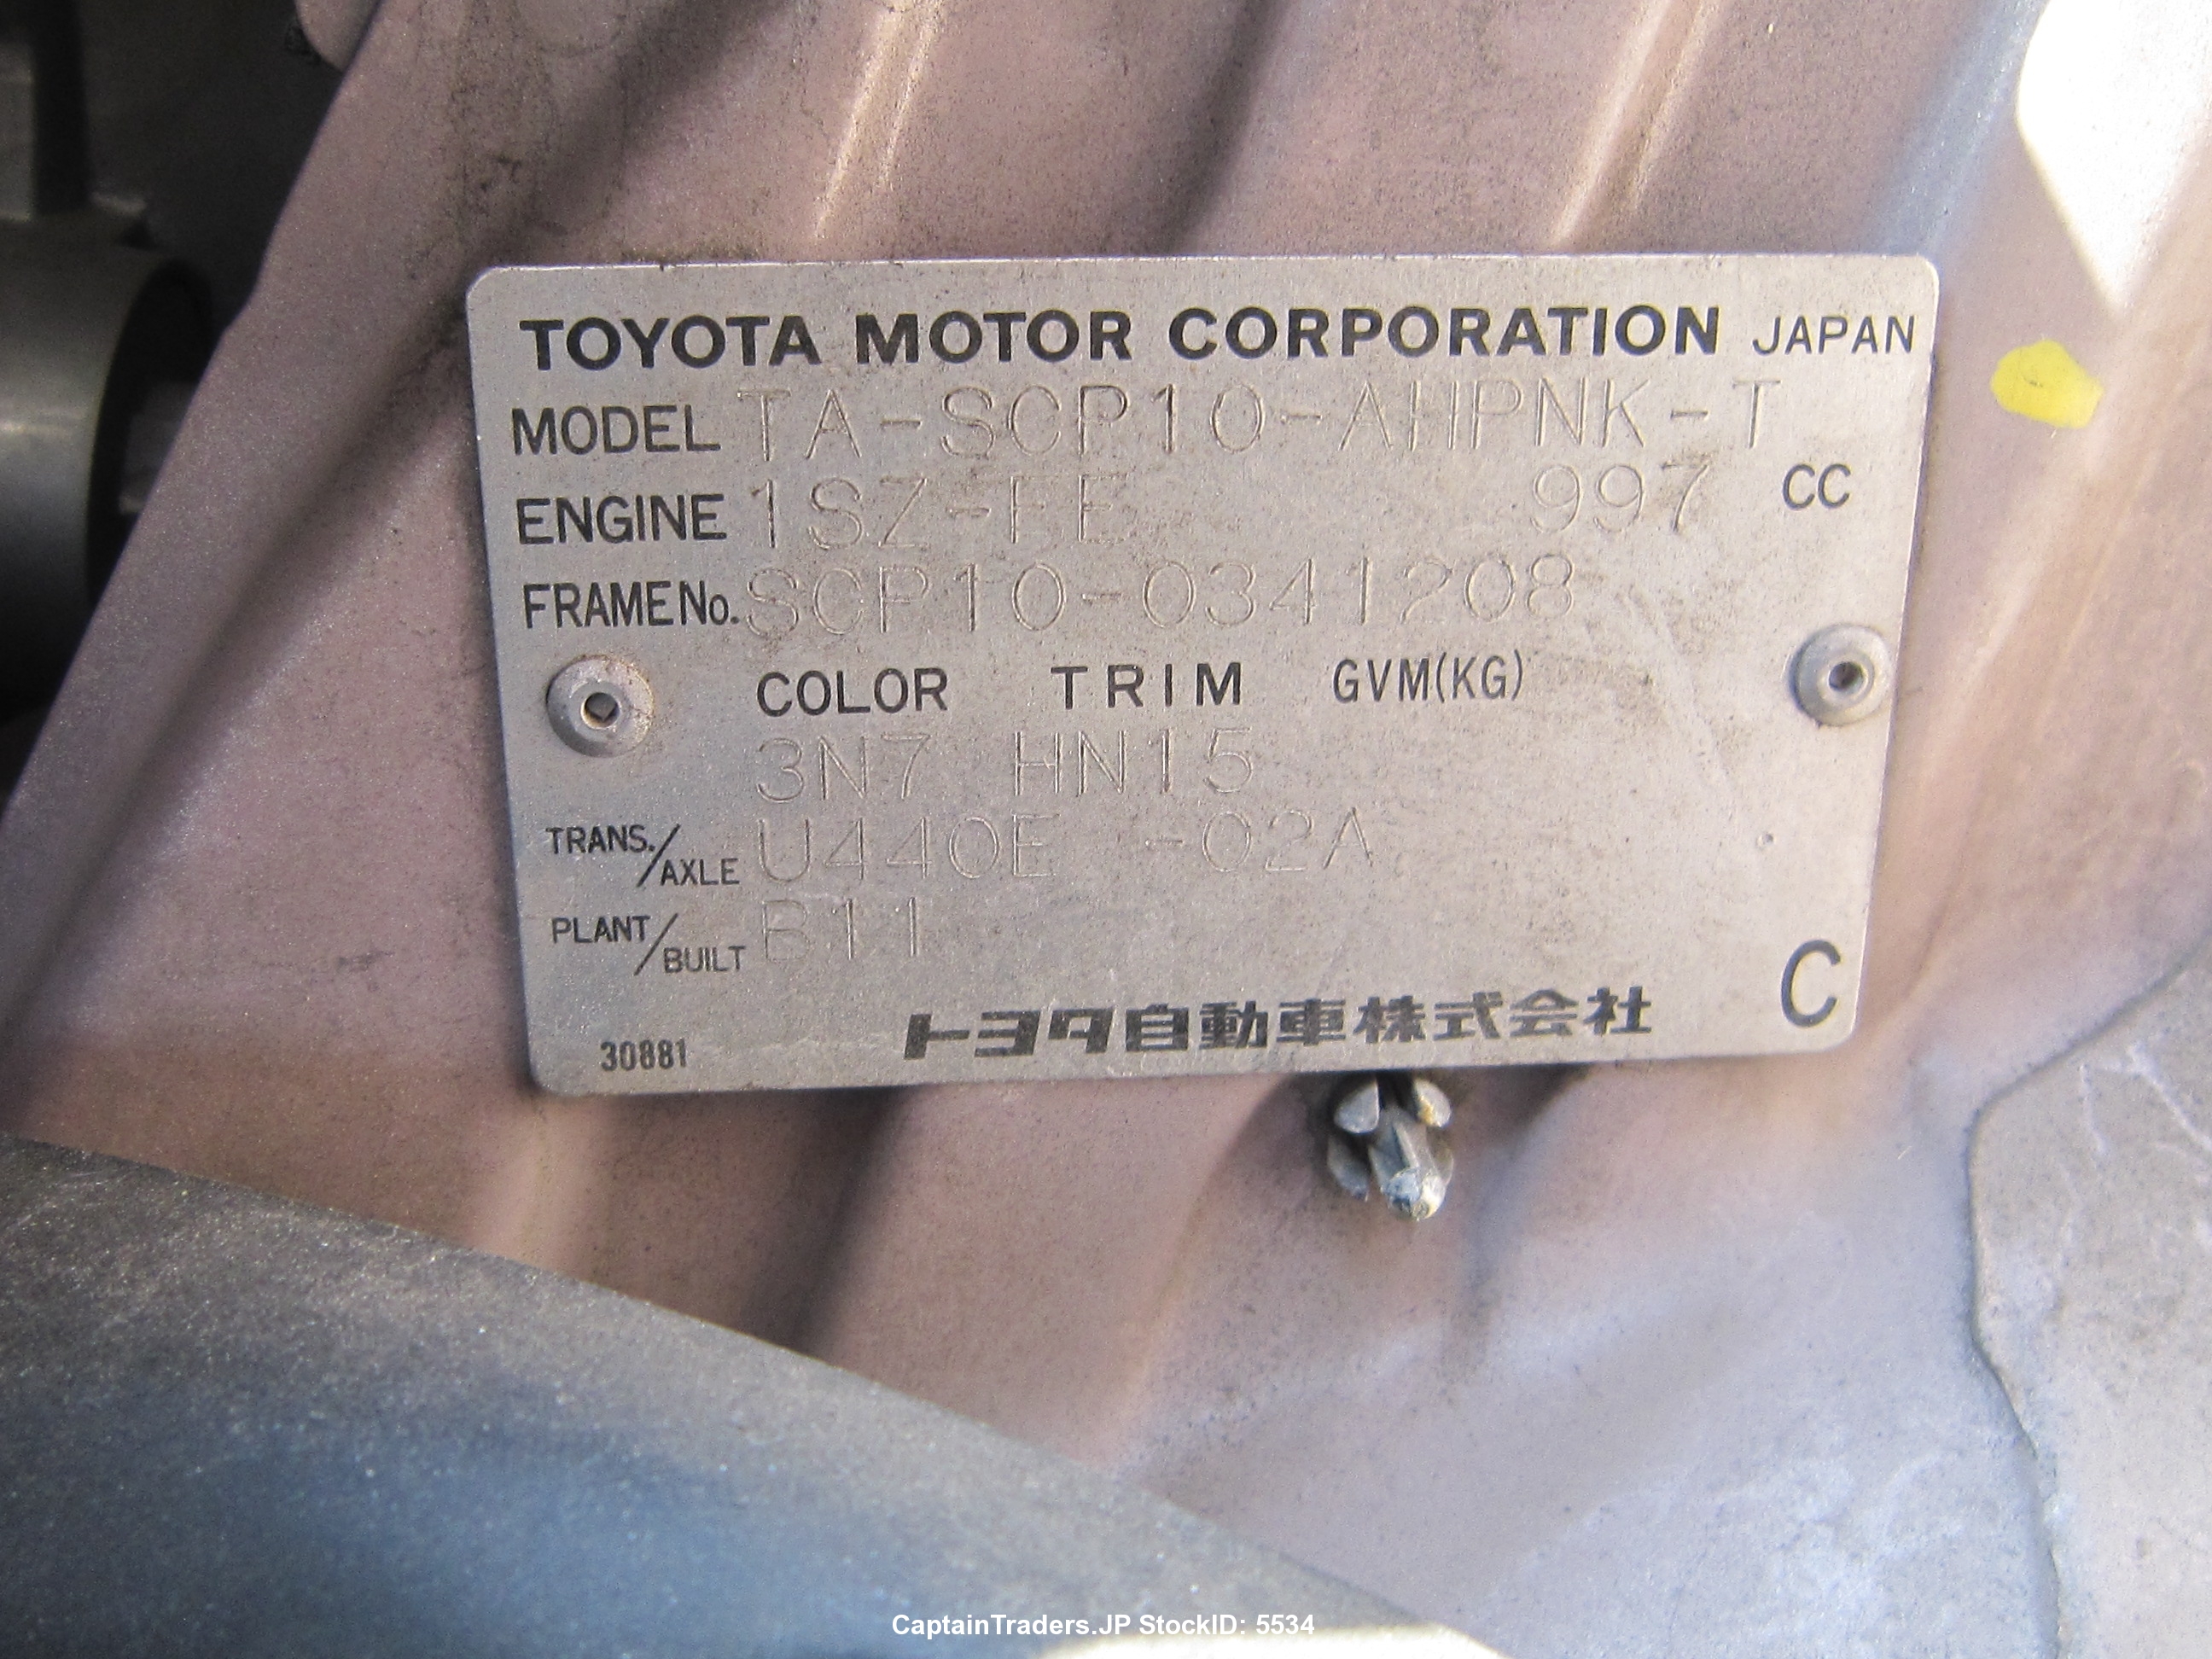 TOYOTA MOTOR CORPORATION JAPAN
MODEL TA-SCP10-AHPNK-T
ENGINE 1SZ-FE 997 CC
FRAME No. SCP10-0341208
COLOR TRIM GVM(KG)
3N7 HN15
TRANS./AXLE U440E -02A
PLANT/BUILT B11
C
30881 トヨタ自動車株式会社
CaptainTraders.JP StockID: 5534